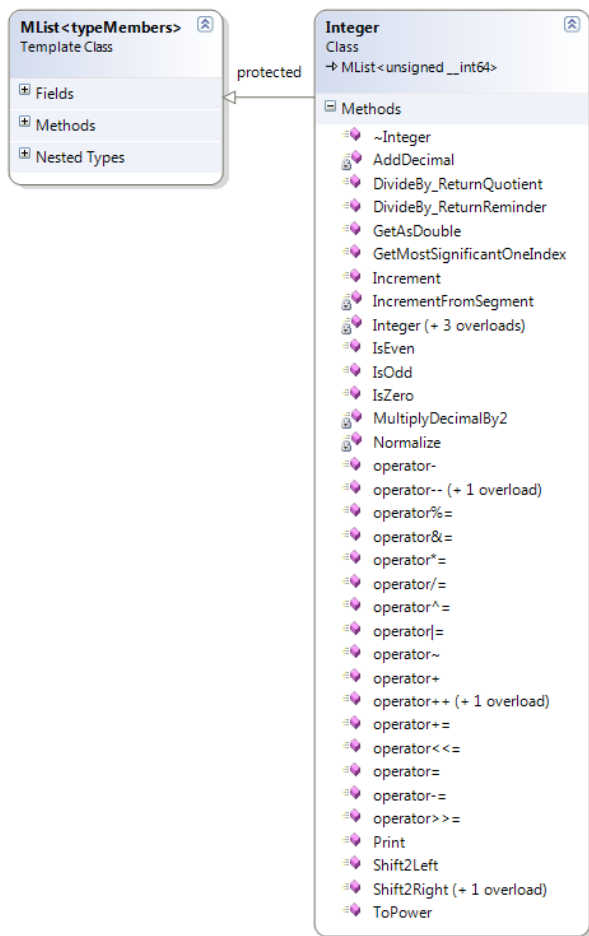 MList<typeMembers>
Template Class
Fields
Methods
Nested Types
protected
Integer
Class
MList<unsigned __int64>
Methods
~Integer
AddDecimal
DivideBy_ReturnQuotient
DivideBy_ReturnReminder
GetAsDouble
GetMostSignificantOneIndex
Increment
IncrementFromSegment
Integer (+ 3 overloads)
IsEven
IsOdd
IsZero
MultiplyDecimalBy2
Normalize
operator-
operator-- (+ 1 overload)
operator%=
operator&=
operator*=
operator/=
operator^=
operator|=
operator~
operator+
operator++ (+ 1 overload)
operator+=
operator<<=
operator=
operator-=
operator>>=
Print
Shift2Left
Shift2Right (+ 1 overload)
ToPower